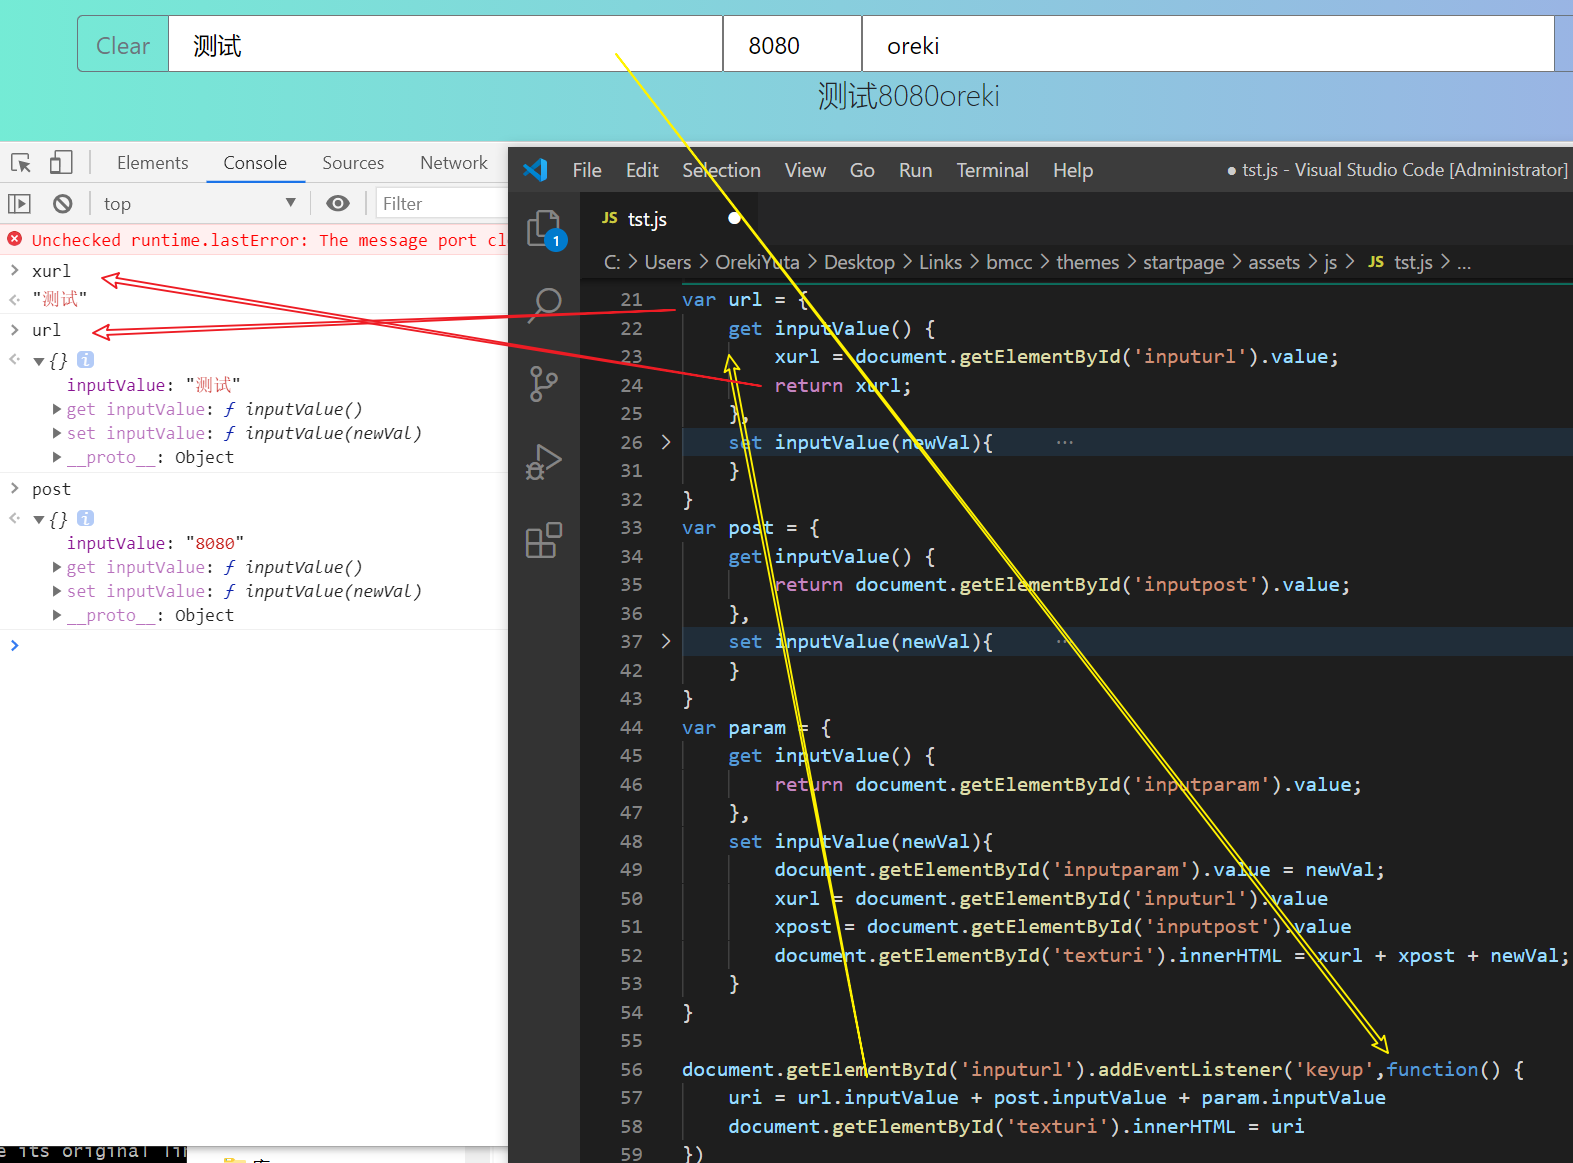 Clear 测试 8080 oreki
测试8080oreki
Elements Console Sources Network
top Filter
Unchecked runtime.lastError: The message port cl
xurl
"测试"
url
{} i
inputValue: "测试"
get inputValue: ƒ inputValue()
set inputValue: ƒ inputValue(newVal)
__proto__: Object
post
{} i
inputValue: "8080"
get inputValue: ƒ inputValue()
set inputValue: ƒ inputValue(newVal)
__proto__: Object
e its original li
File Edit Selection View Go Run Terminal Help ● tst.js - Visual Studio Code [Administrator]
1
JS tst.js
C: > Users > OrekiYuta > Desktop > Links > bmcc > themes > startpage > assets > js > JS tst.js > ...
21 var url = {
22 get inputValue() {
23 xurl = document.getElementById('inputurl').value;
24 return xurl;
25 },
26 set inputValue(newVal){ ...
31 }
32 }
33 var post = {
34 get inputValue() {
35 return document.getElementById('inputpost').value;
36 },
37 set inputValue(newVal){ ...
42 }
43 }
44 var param = {
45 get inputValue() {
46 return document.getElementById('inputparam').value;
47 },
48 set inputValue(newVal){
49 document.getElementById('inputparam').value = newVal;
50 xurl = document.getElementById('inputurl').value
51 xpost = document.getElementById('inputpost').value
52 document.getElementById('texturi').innerHTML = xurl + xpost + newVal;
53 }
54 }
55
56 document.getElementById('inputurl').addEventListener('keyup',function() {
57 uri = url.inputValue + post.inputValue + param.inputValue
58 document.getElementById('texturi').innerHTML = uri
59 })